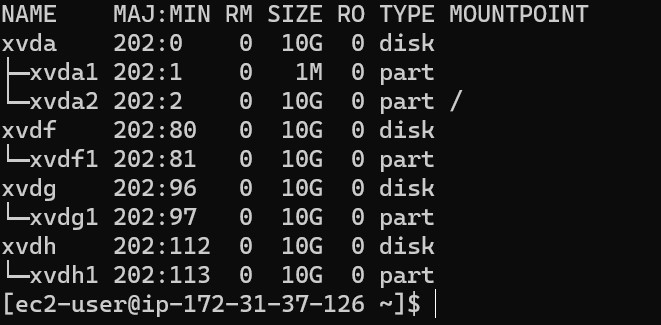 NAME    MAJ:MIN RM SIZE RO TYPE MOUNTPOINT
xvda    202:0    0  10G  0 disk
├─xvda1 202:1    0   1M  0 part
└─xvda2 202:2    0  10G  0 part /
xvdf    202:80   0  10G  0 disk
└─xvdf1 202:81   0  10G  0 part
xvdg    202:96   0  10G  0 disk
└─xvdg1 202:97   0  10G  0 part
xvdh    202:112  0  10G  0 disk
└─xvdh1 202:113  0  10G  0 part
[ec2-user@ip-172-31-37-126 ~]$